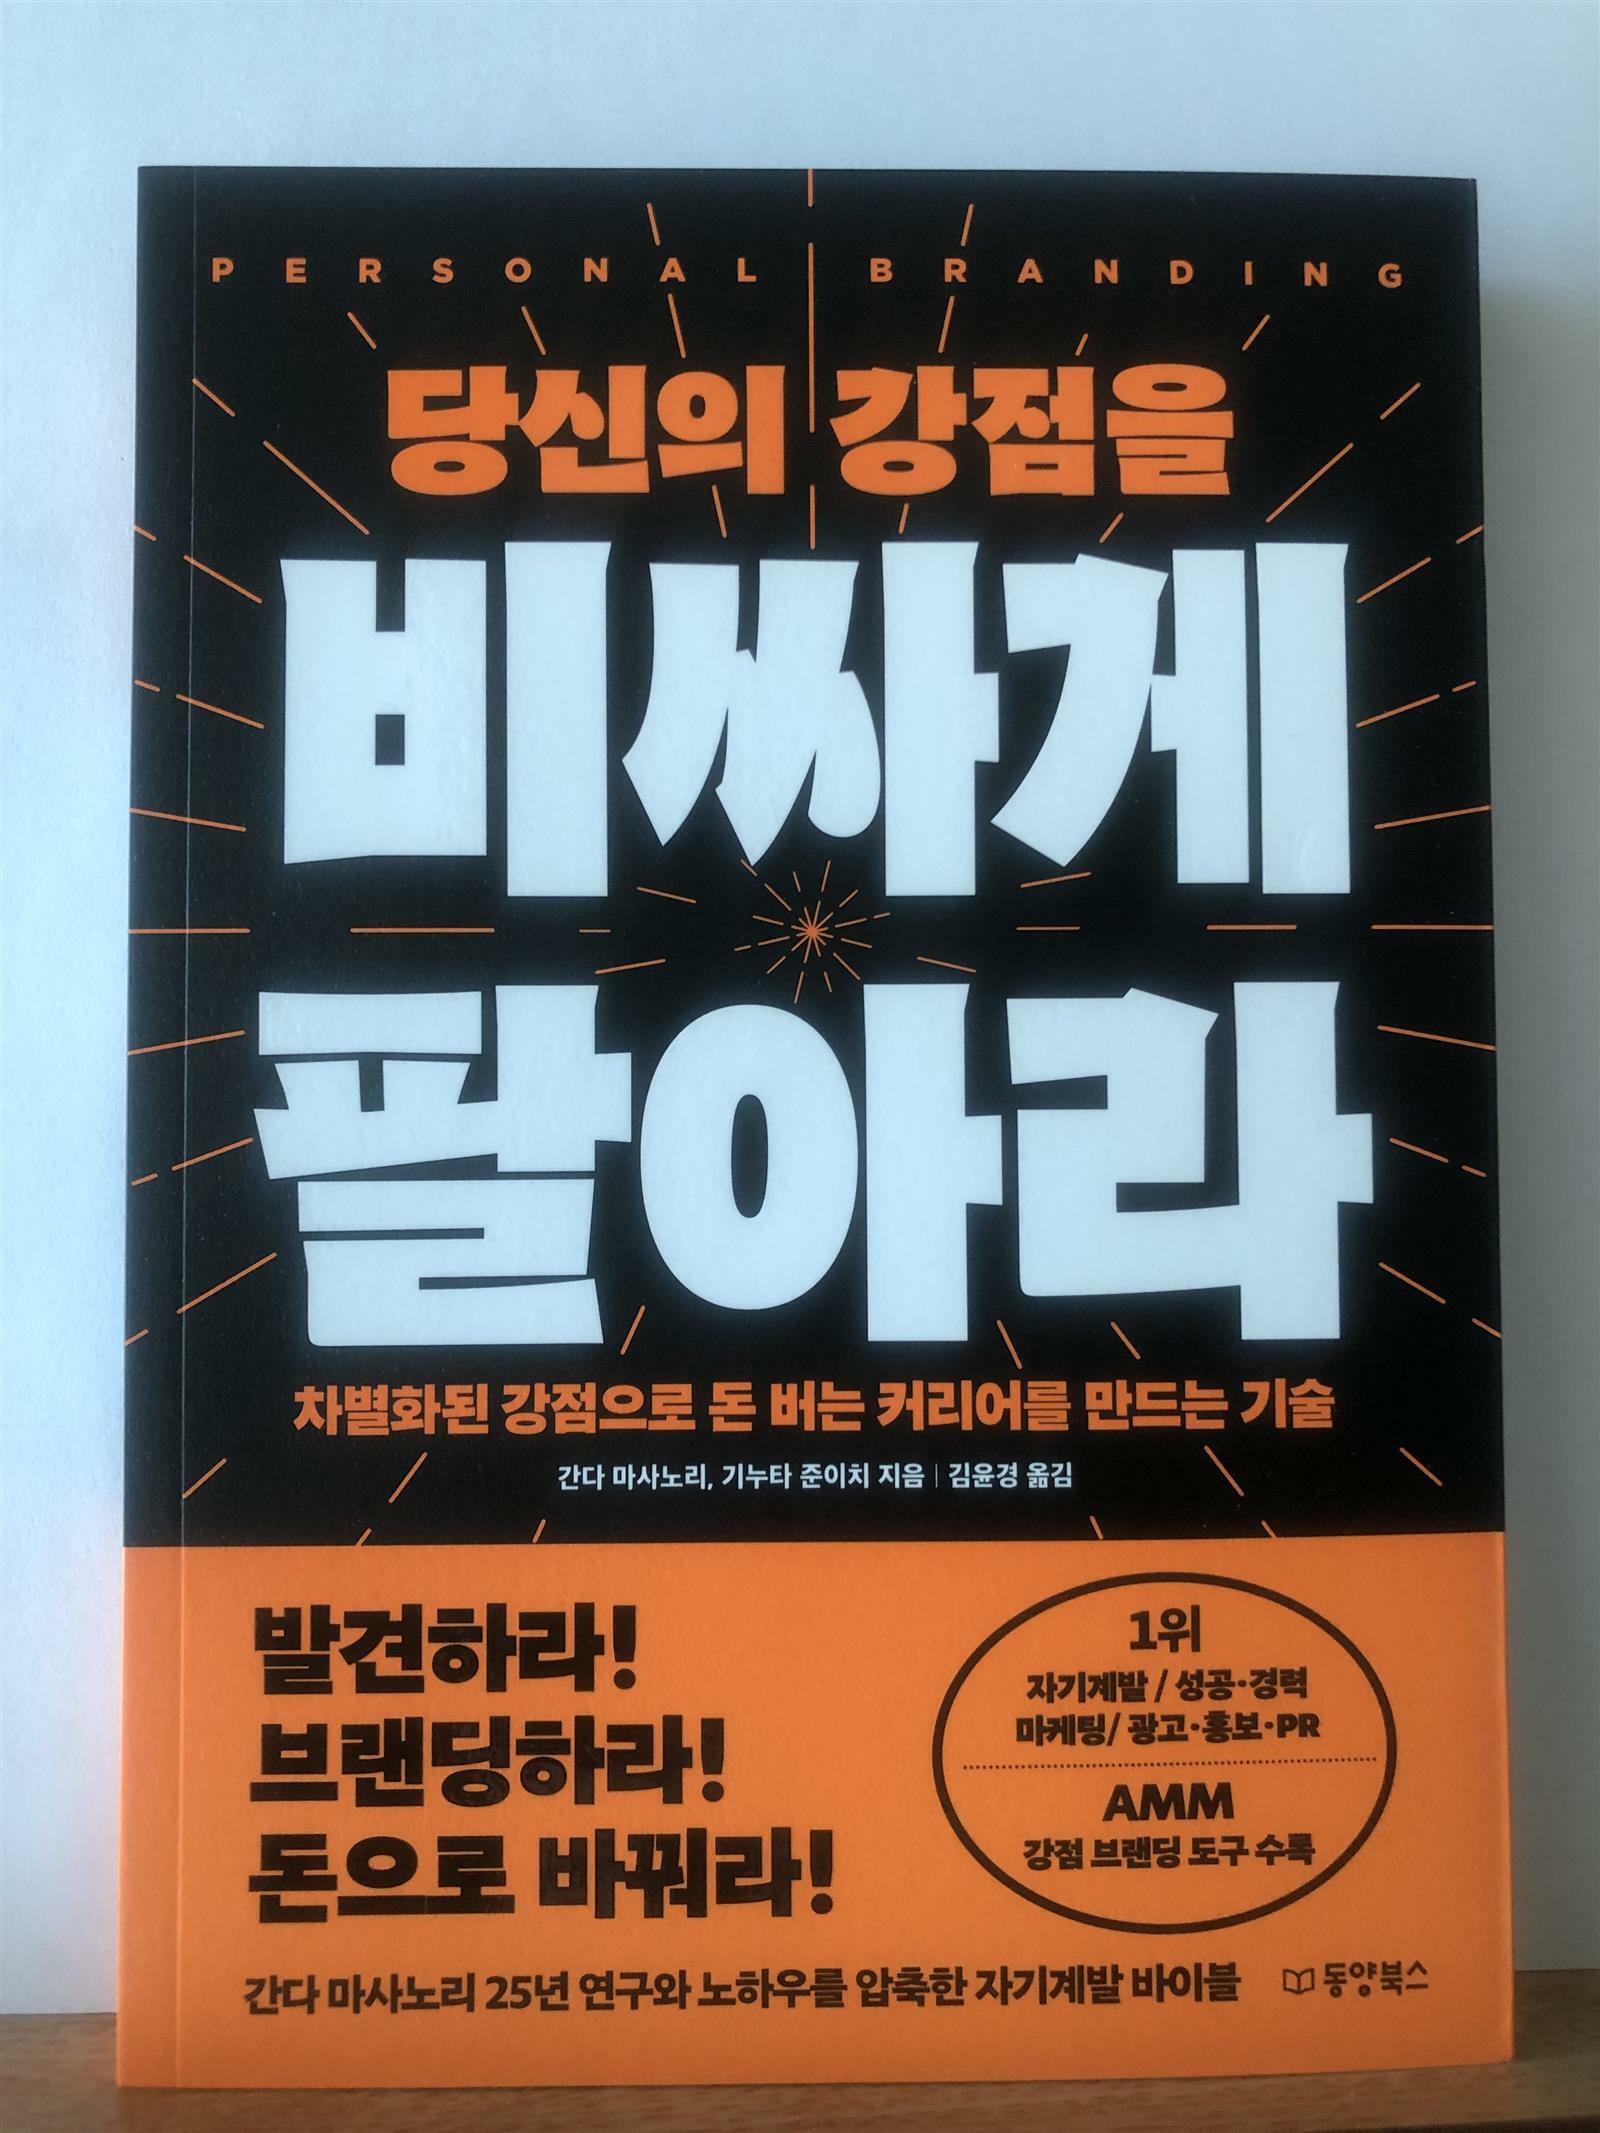 PERSONAL BRANDING
당신의 강점을
비싸게
팔아라
차별화된 강점으로 돈 버는 커리어를 만드는 기술
간다 마사노리, 기누타 준이치 지음 | 김윤경 옮김
발견하라!
브랜딩하라!
돈으로 바꿔라!
1위
자기계발 / 성공·경력
마케팅/ 광고·홍보·PR
AMM
강점 브랜딩 도구 수록
간다 마사노리 25년 연구와 노하우를 압축한 자기계발 바이블
동양북스